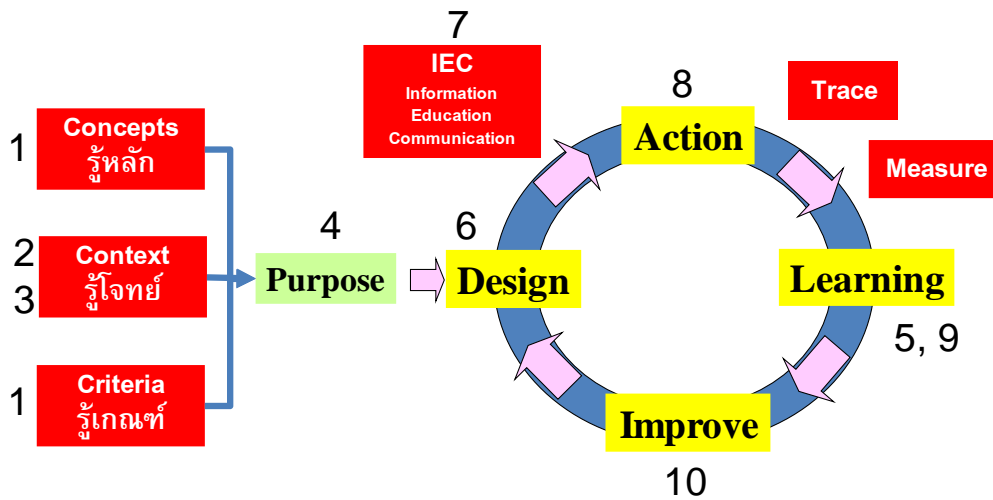 7
IEC
Information
Education
Communication
8
Action
Trace
Measure
1
Concepts
รู้หลัก
2
3
Context
รู้โจทย์
4
Purpose
6
Design
Learning
5, 9
1
Criteria
รู้เกณฑ์
Improve
10